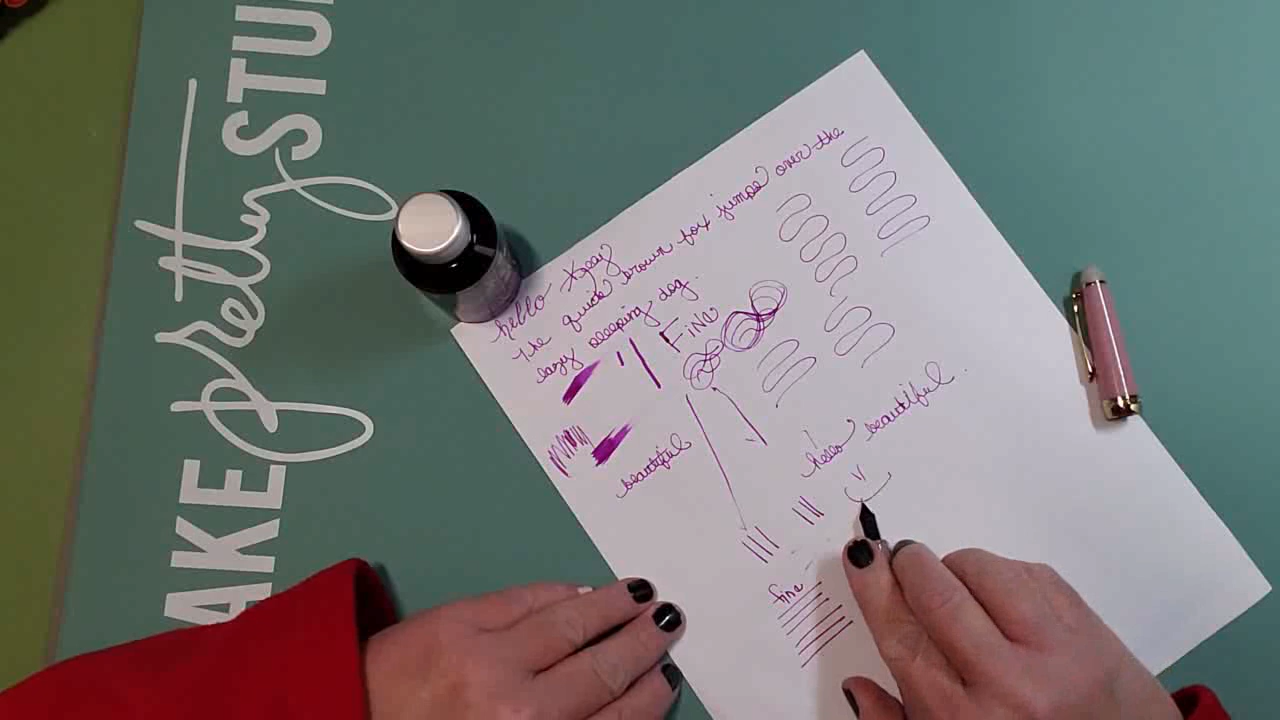 MAKE pretty STU
hello
The quick brown fox jumps over the
lazy sleeping dog.
FiNe
beautiful
hello beautiful.
fine